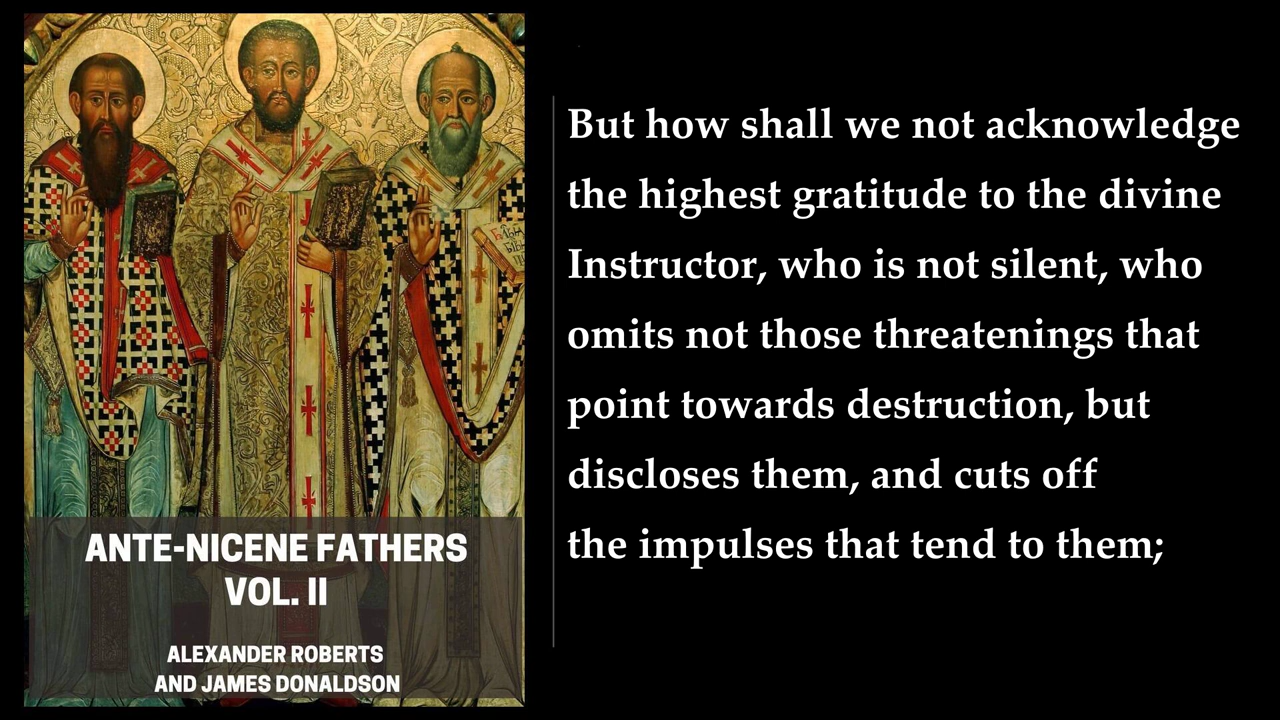 But how shall we not acknowledge
the highest gratitude to the divine
Instructor, who is not silent, who
omits not those threatenings that
point towards destruction, but
discloses them, and cuts off
the impulses that tend to them;
ANTE-NICENE FATHERS
VOL. II
ALEXANDER ROBERTS
AND JAMES DONALDSON